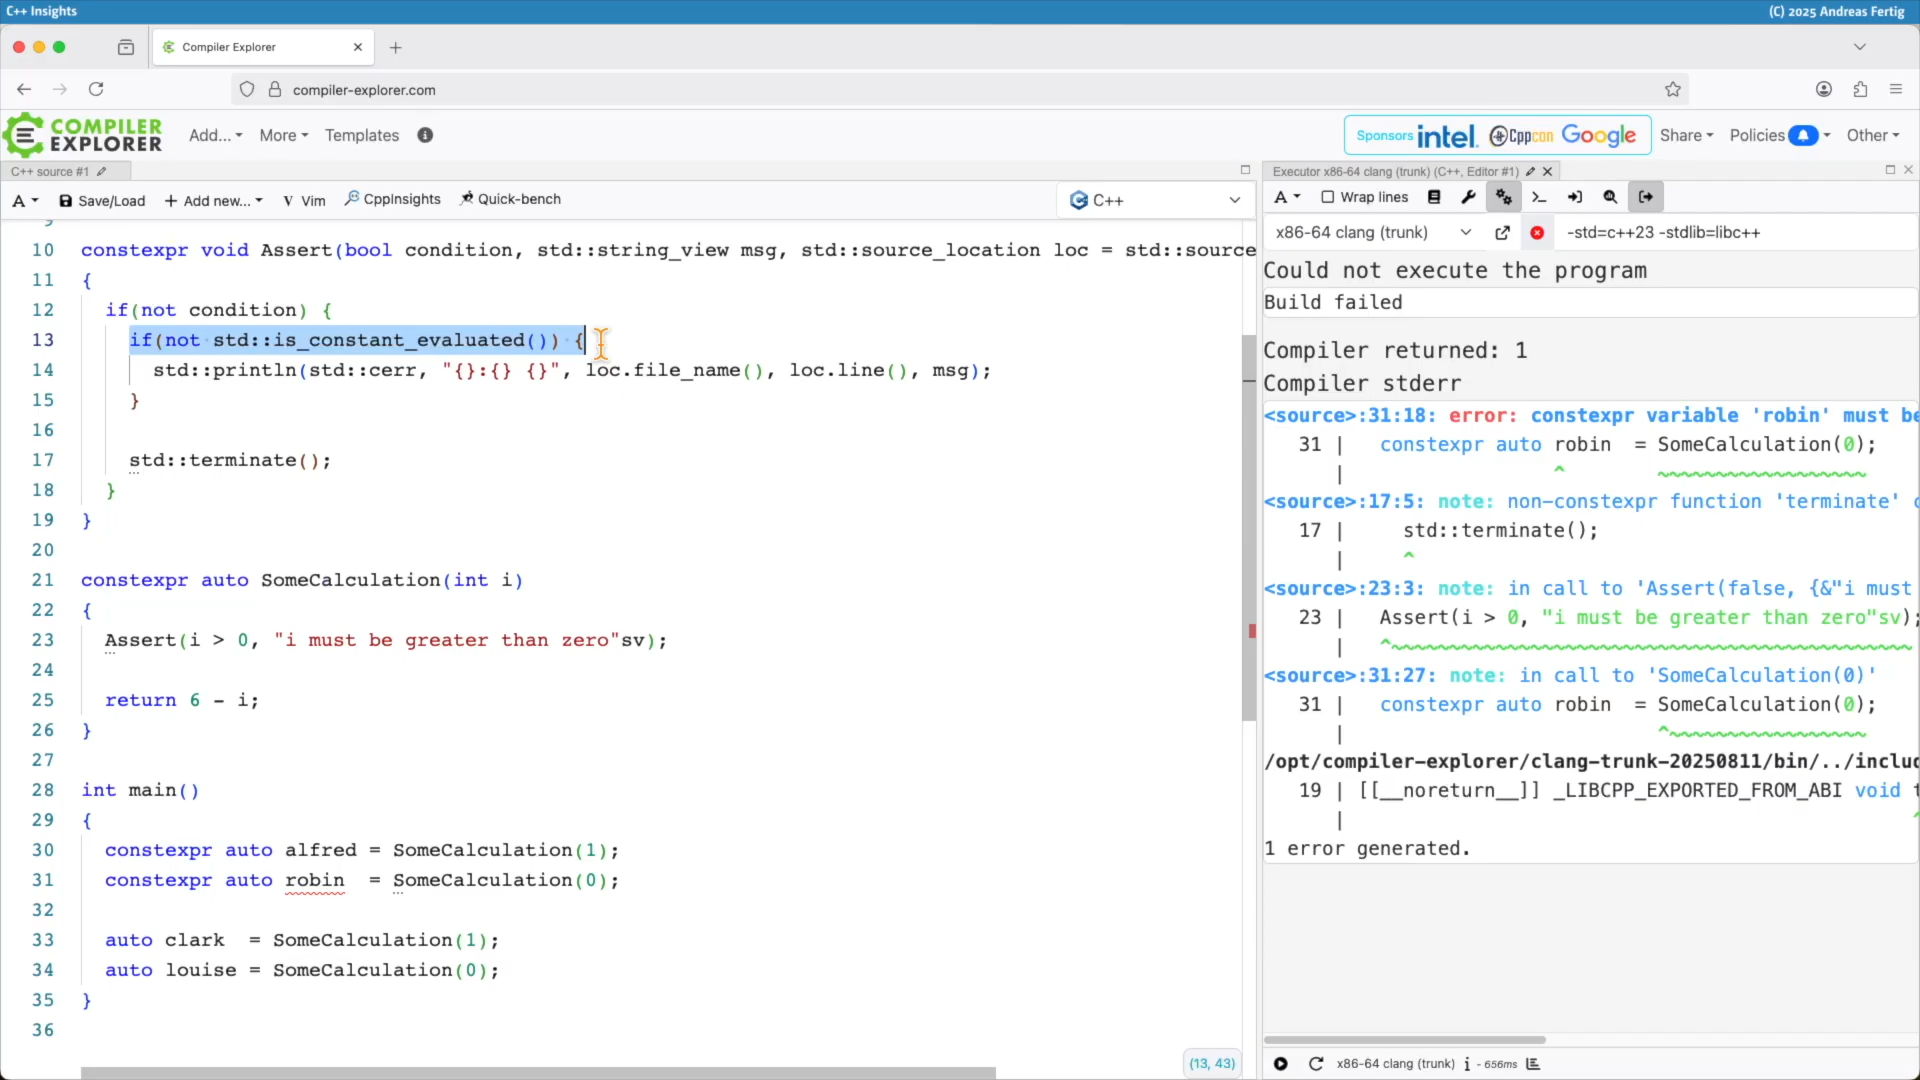 C++ Insights
(C) 2025 Andreas Fertig
Compiler Explorer
compiler-explorer.com
COMPILER EXPLORER
Add...
More
Templates
Sponsors intel. Cppcon Google
Share
Policies
Other
C++ source #1
A
Save/Load
+ Add new...
V Vim
CppInsights
Quick-bench
C++
9
10 constexpr void Assert(bool condition, std::string_view msg, std::source_location loc = std::source
11 {
12 if(not condition) {
13 if(not std::is_constant_evaluated()) {
14 std::println(std::cerr, "{}:{} {}", loc.file_name(), loc.line(), msg);
15 }
16
17 std::terminate();
18 }
19 }
20
21 constexpr auto SomeCalculation(int i)
22 {
23 Assert(i > 0, "i must be greater than zero"sv);
24
25 return 6 - i;
26 }
27
28 int main()
29 {
30 constexpr auto alfred = SomeCalculation(1);
31 constexpr auto robin  = SomeCalculation(0);
32
33 auto clark  = SomeCalculation(1);
34 auto louise = SomeCalculation(0);
35 }
36
(13, 43)
Executor x86-64 clang (trunk) (C++, Editor #1)
A
Wrap lines
x86-64 clang (trunk)
-std=c++23 -stdlib=libc++
Could not execute the program
Build failed
Compiler returned: 1
Compiler stderr
<source>:31:18: error: constexpr variable 'robin' must be
31 | constexpr auto robin  = SomeCalculation(0);
| ^ ~~~~~~~~~~~~~~~~~~
<source>:17:5: note: non-constexpr function 'terminate' c
17 | std::terminate();
| ^
<source>:23:3: note: in call to 'Assert(false, {&"i must
23 | Assert(i > 0, "i must be greater than zero"sv);
| ^~~~~~~~~~~~~~~~~~~~~~~~~~~~~~~~~~~~~~~~~~~~~~
<source>:31:27: note: in call to 'SomeCalculation(0)'
31 | constexpr auto robin  = SomeCalculation(0);
| ^~~~~~~~~~~~~~~~~~
/opt/compiler-explorer/clang-trunk-20250811/bin/../includ
19 | [[__noreturn__]] _LIBCPP_EXPORTED_FROM_ABI void t
| ^
1 error generated.
x86-64 clang (trunk) i - 656ms